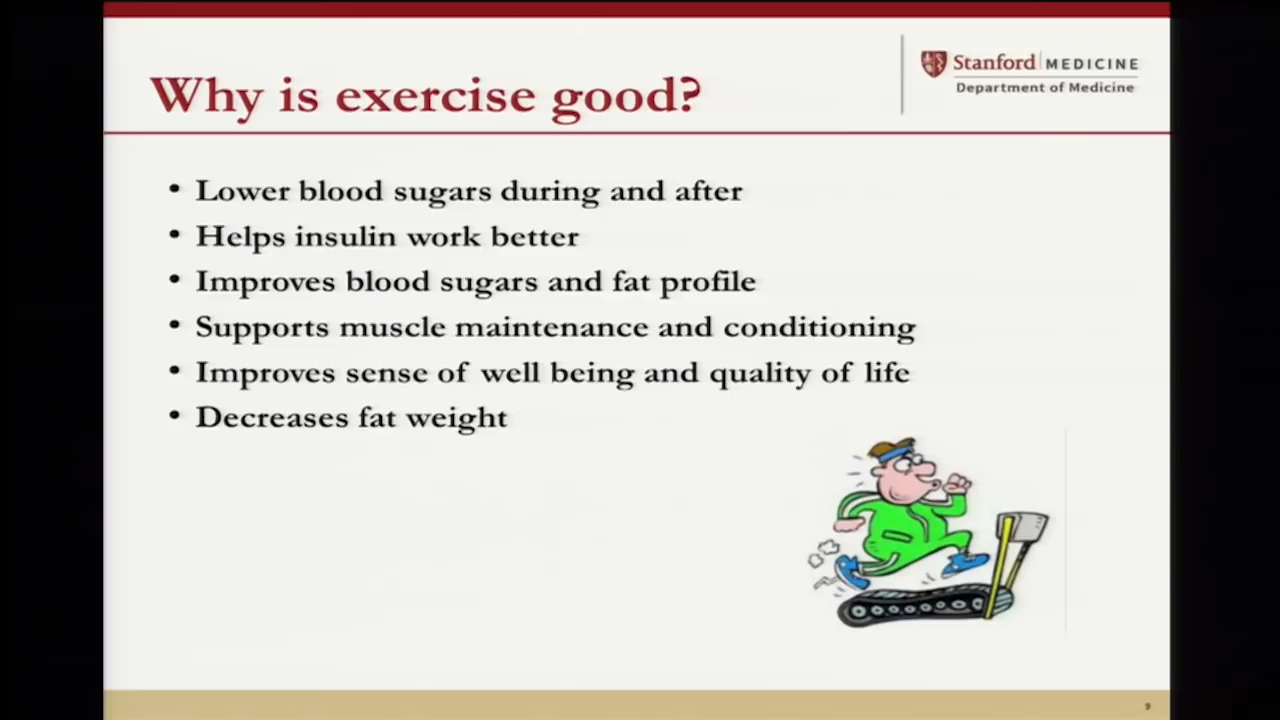 Stanford MEDICINE
Department of Medicine
Why is exercise good?
• Lower blood sugars during and after
• Helps insulin work better
• Improves blood sugars and fat profile
• Supports muscle maintenance and conditioning
• Improves sense of well being and quality of life
• Decreases fat weight
9